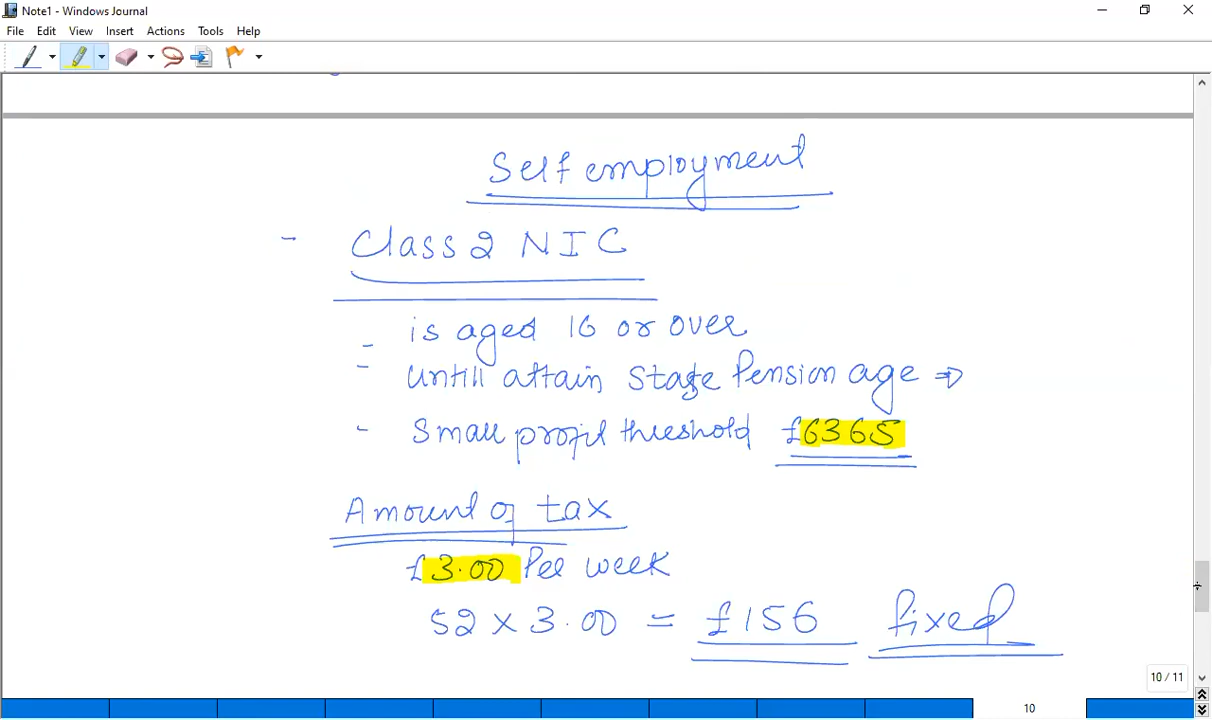 Note1 - Windows Journal
File Edit View Insert Actions Tools Help
Self employment
- Class 2 NIC
- is aged 16 or over
- Untill attain State Pension age ⇒
- Small profit threshold £6365
Amount of tax
£3.00 Per week
52 × 3.00 = £156 fixed
10 / 11
10